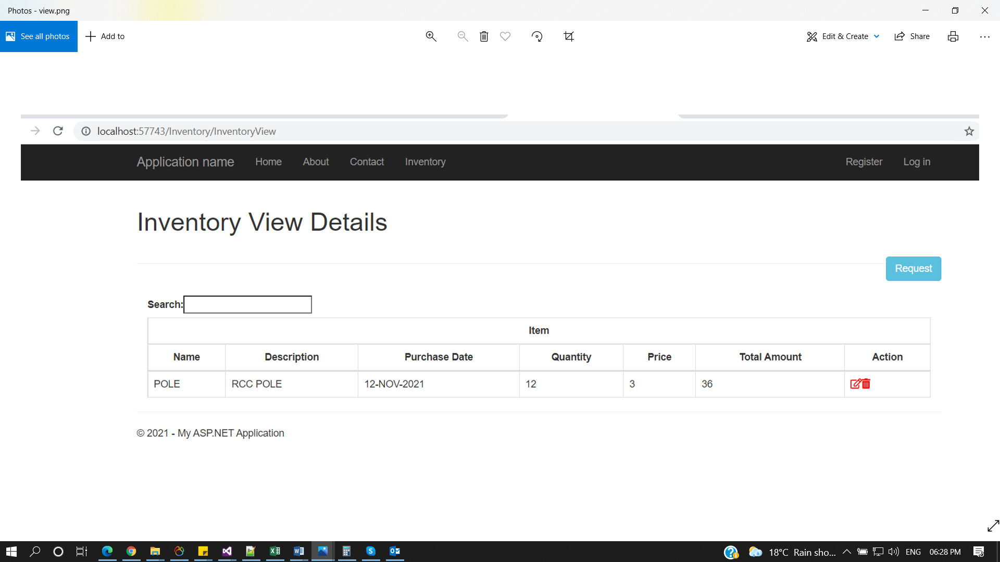 Photos - view.png
See all photos
Add to
Edit & Create
Share
localhost:57743/Inventory/InventoryView
Application name Home About Contact Inventory Register Log in
Inventory View Details
Request
Search:
Item
Name Description Purchase Date Quantity Price Total Amount Action
POLE RCC POLE 12-NOV-2021 12 3 36
© 2021 - My ASP.NET Application
18°C Rain sho... ENG 06:28 PM